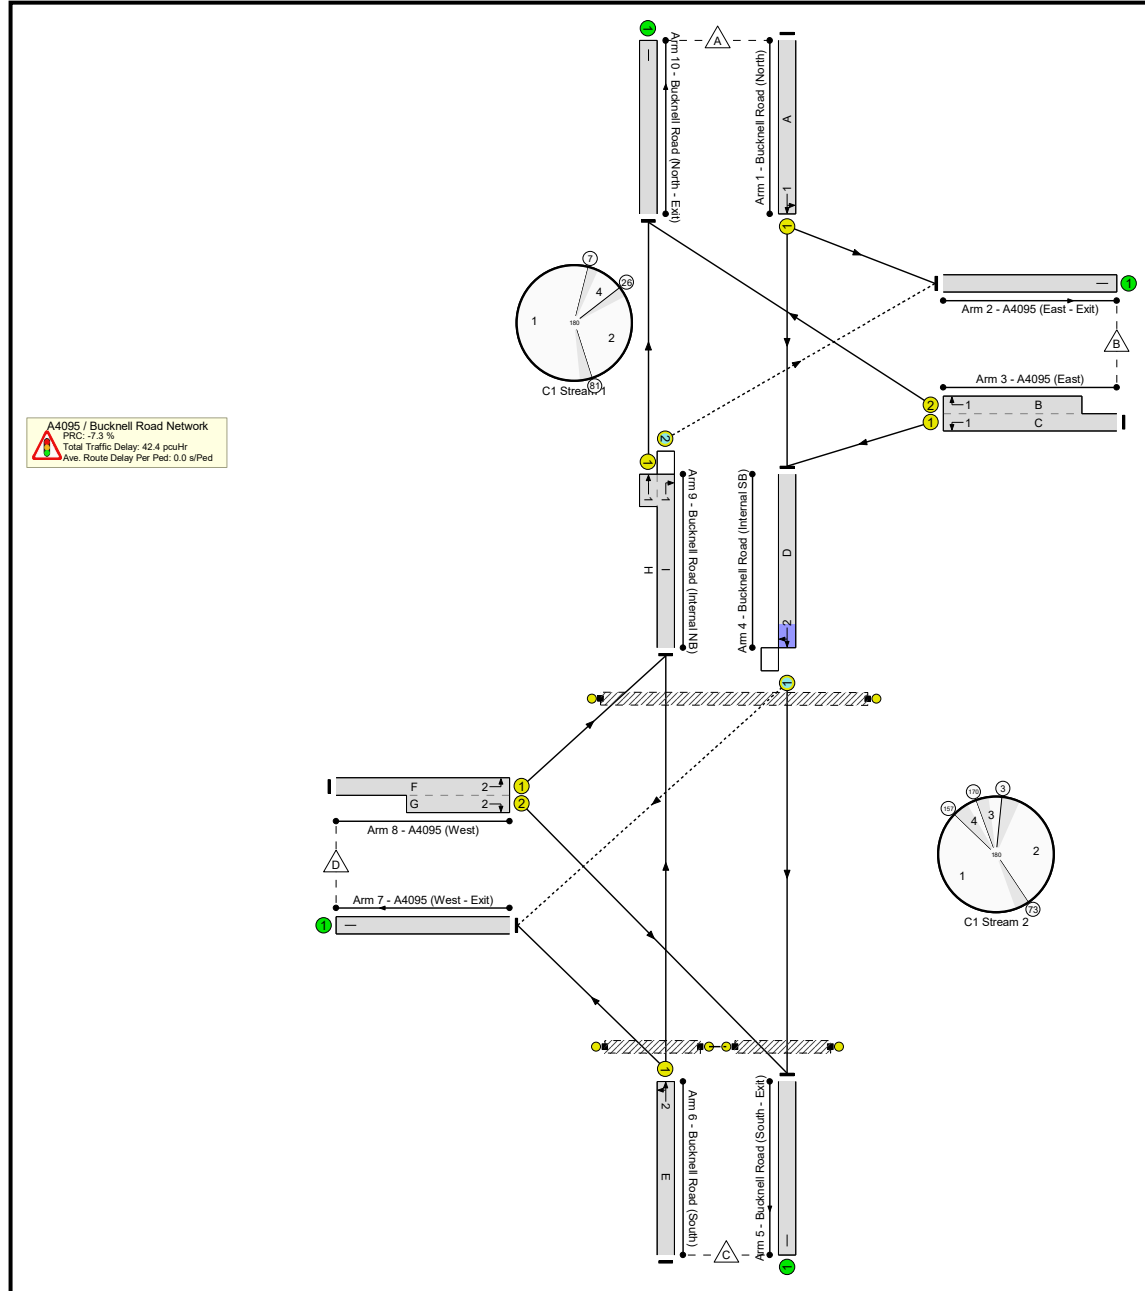 1
A
Arm 10 - Bucknell Road (North - Exit)
Arm 1 - Bucknell Road (North)
A
1
1
7
26
4
1
180
2
81
C1 Stream 1
1
Arm 2 - A4095 (East - Exit)
B
Arm 3 - A4095 (East)
2
1
B
1
1
C
A4095 / Bucknell Road Network
PRC: -7.3 %
Total Traffic Delay: 42.4 pcuHr
Ave. Route Delay Per Ped: 0.0 s/Ped
2
1
1
1
H
I
Arm 9 - Bucknell Road (Internal NB)
Arm 4 - Bucknell Road (Internal SB)
D
2
1
F
2
1
G
2
2
Arm 8 - A4095 (West)
D
Arm 7 - A4095 (West - Exit)
1
157
170
3
4
3
1
180
2
73
C1 Stream 2
1
2
E
Arm 6 - Bucknell Road (South)
Arm 5 - Bucknell Road (South - Exit)
C
1